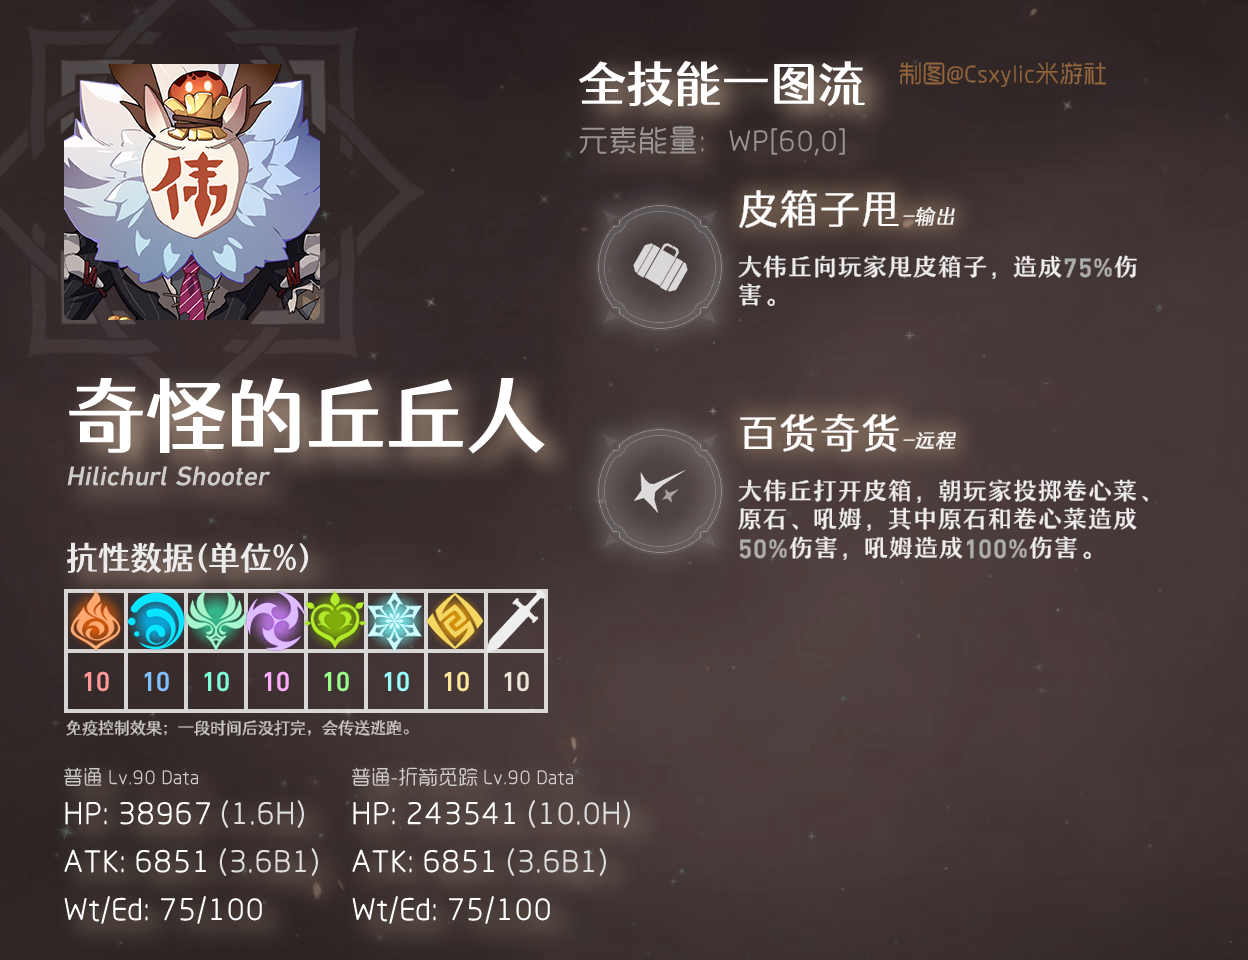 伟
全技能一图流
制图@Csxylic米游社
元素能量： WP[60,0]
皮箱子甩-输出
大伟丘向玩家甩皮箱子，造成75%伤
害。
奇怪的丘丘人
Hilichurl Shooter
百货奇货-远程
大伟丘打开皮箱，朝玩家投掷卷心菜、
原石、吼姆，其中原石和卷心菜造成
50%伤害，吼姆造成100%伤害。
抗性数据(单位%)
10 10 10 10 10 10 10 10
免疫控制效果；一段时间后没打完，会传送逃跑。
普通 Lv.90 Data
HP: 38967 (1.6H)
ATK: 6851 (3.6B1)
Wt/Ed: 75/100
普通-折箭觅踪 Lv.90 Data
HP: 243541 (10.0H)
ATK: 6851 (3.6B1)
Wt/Ed: 75/100